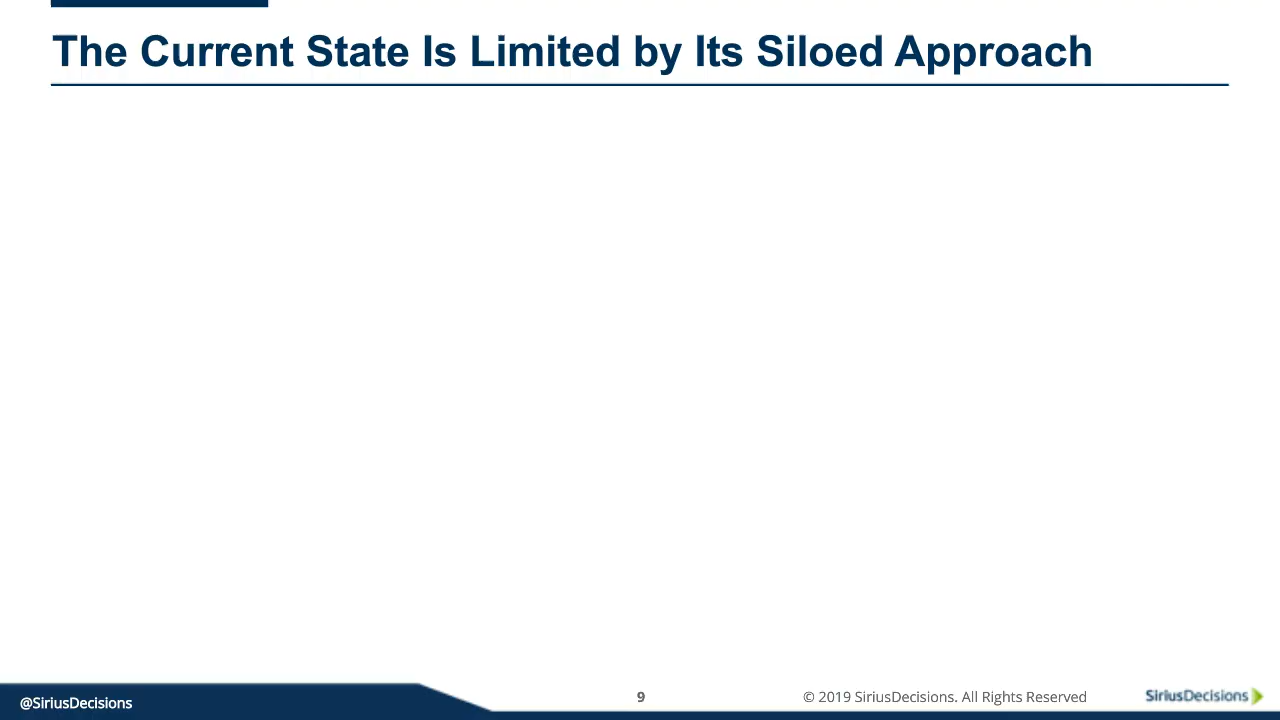 The Current State Is Limited by Its Siloed Approach
@SiriusDecisions
9
© 2019 SiriusDecisions. All Rights Reserved
SiriusDecisions